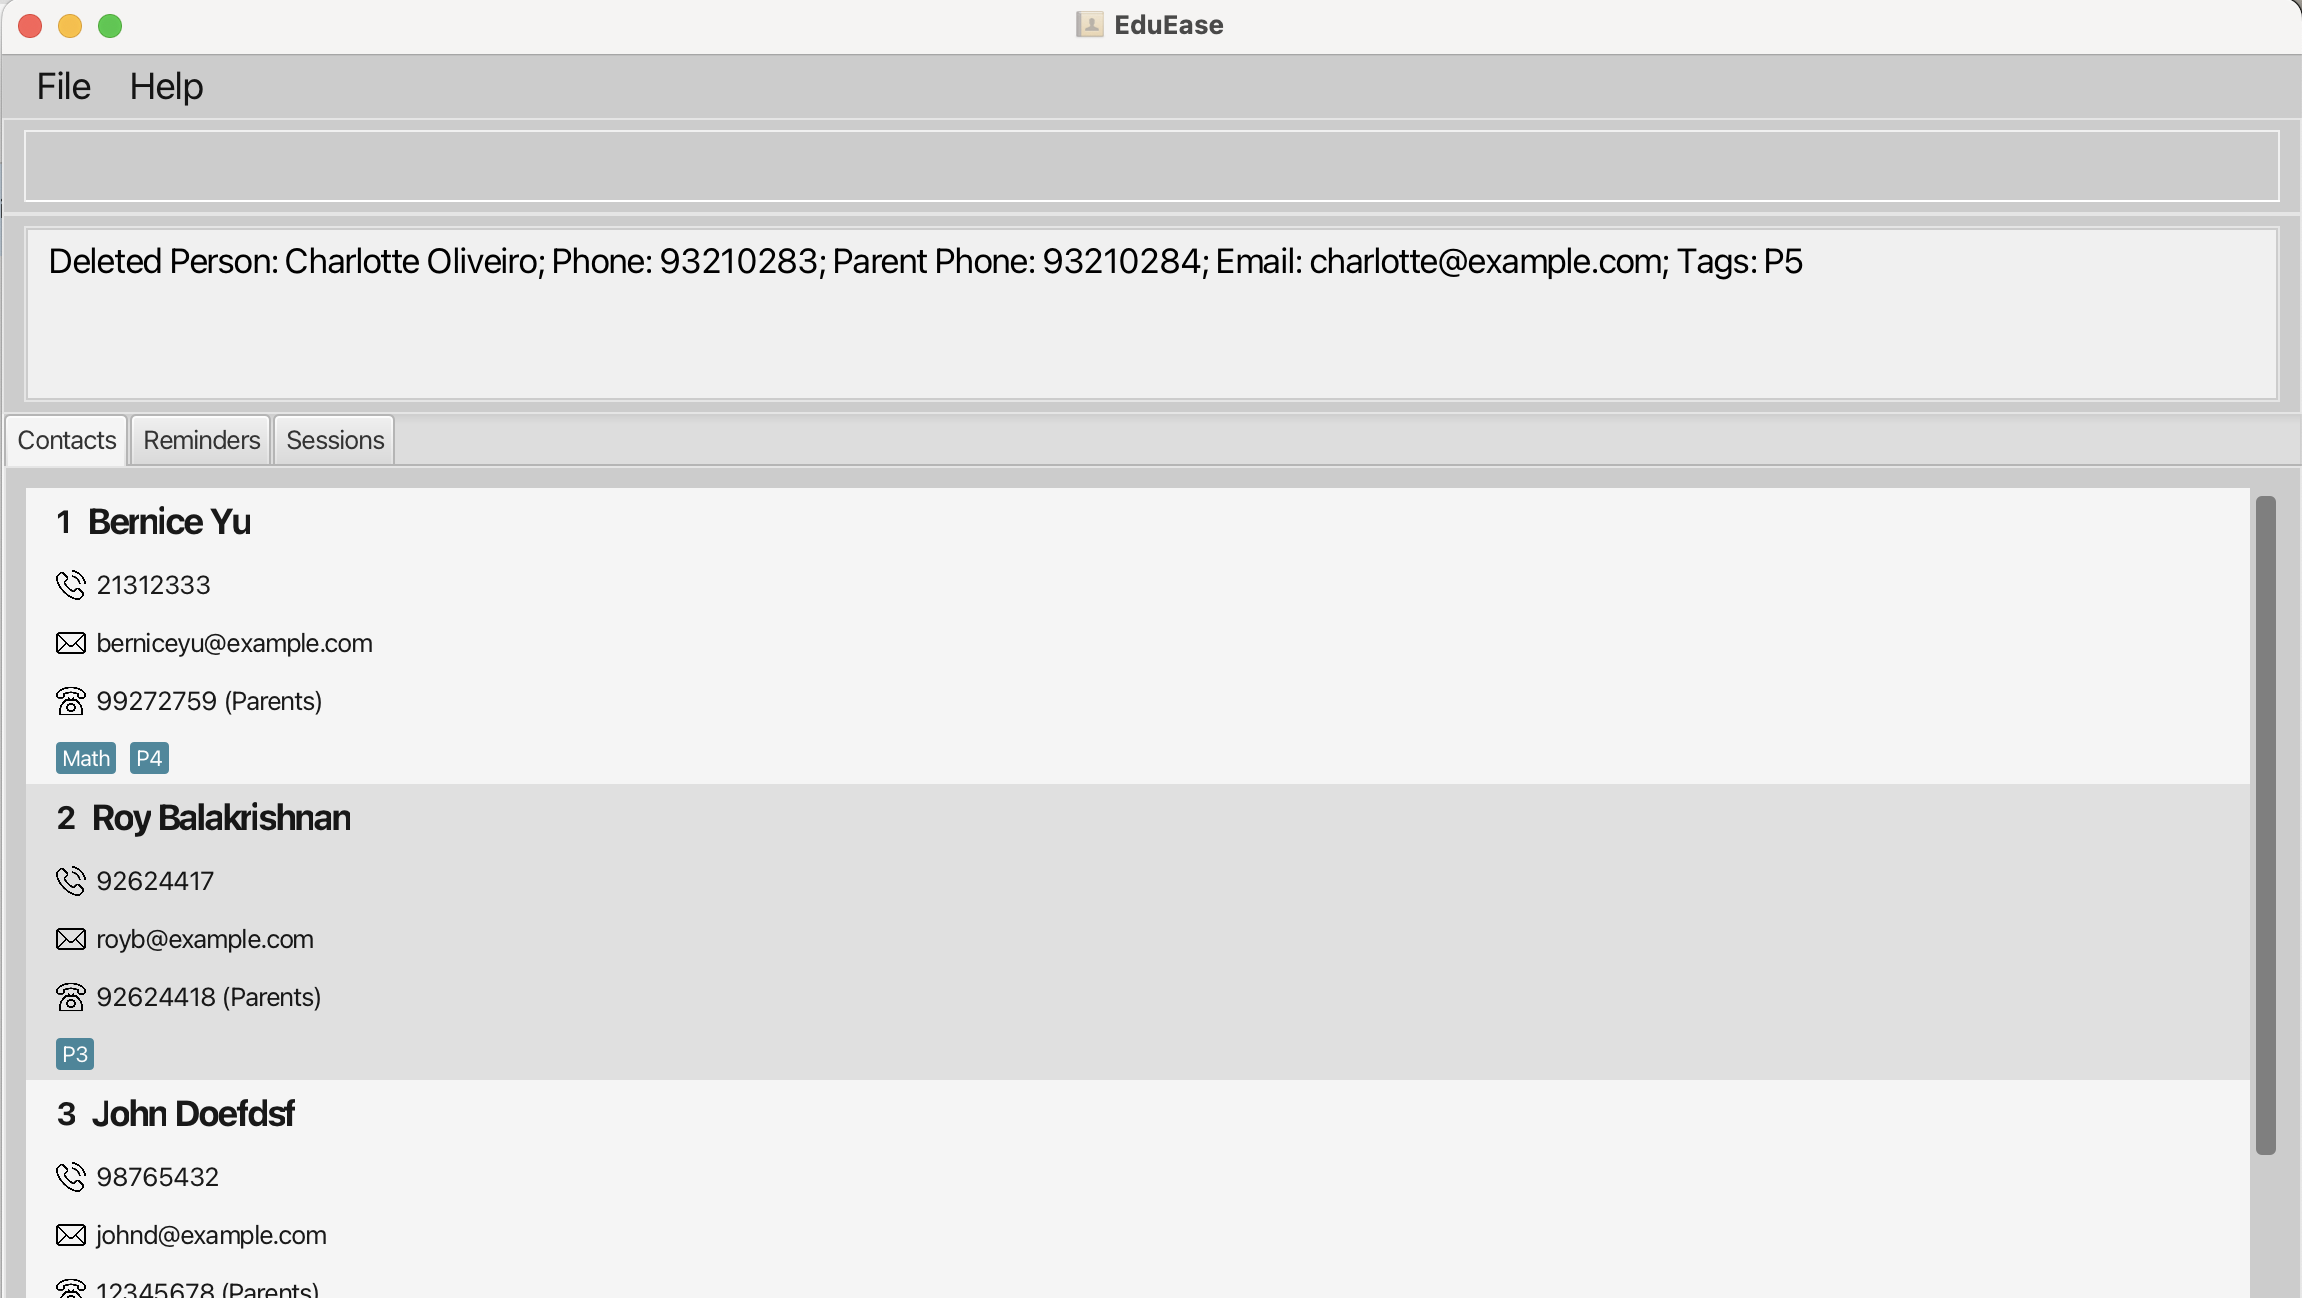 EduEase
File Help
Deleted Person: Charlotte Oliveiro; Phone: 93210283; Parent Phone: 93210284; Email: charlotte@example.com; Tags: P5
Contacts Reminders Sessions
1 Bernice Yu
21312333
berniceyu@example.com
99272759 (Parents)
Math P4
2 Roy Balakrishnan
92624417
royb@example.com
92624418 (Parents)
P3
3 John Doefdsf
98765432
johnd@example.com
12345678 (Parents)